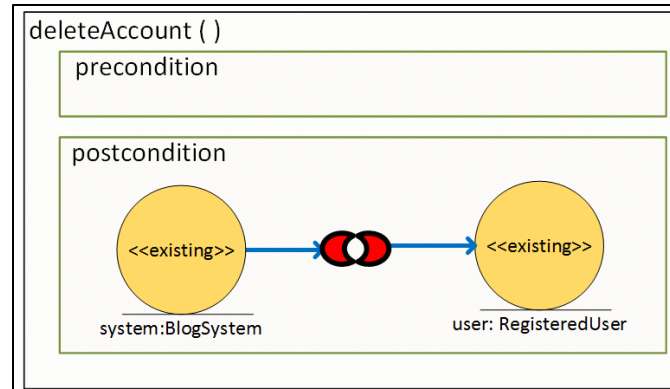 deleteAccount ( )
precondition
postcondition
<<existing>> <<existing>>
system:BlogSystem user: RegisteredUser